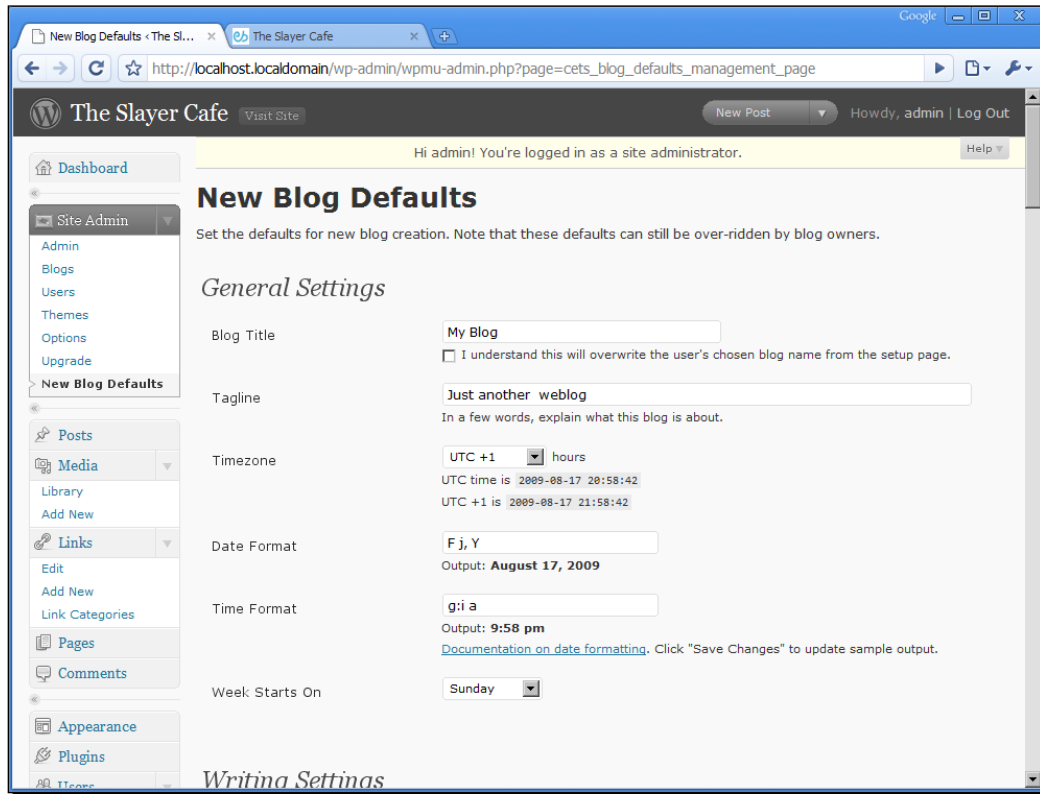 Google
New Blog Defaults ‹ The Sl...
The Slayer Cafe
http://localhost.localdomain/wp-admin/wpmu-admin.php?page=cets_blog_defaults_management_page
The Slayer Cafe Visit Site New Post Howdy, admin | Log Out
Hi admin! You're logged in as a site administrator.
Help
Dashboard
Site Admin
Admin
Blogs
Users
Themes
Options
Upgrade
New Blog Defaults
Posts
Media
Library
Add New
Links
Edit
Add New
Link Categories
Pages
Comments
Appearance
Plugins
Users
New Blog Defaults
Set the defaults for new blog creation. Note that these defaults can still be over-ridden by blog owners.
General Settings
Blog Title My Blog
I understand this will overwrite the user's chosen blog name from the setup page.
Tagline Just another weblog
In a few words, explain what this blog is about.
Timezone UTC +1 hours
UTC time is 2009-08-17 20:58:42
UTC +1 is 2009-08-17 21:58:42
Date Format F j, Y
Output: August 17, 2009
Time Format g:i a
Output: 9:58 pm
Documentation on date formatting. Click "Save Changes" to update sample output.
Week Starts On Sunday
Writing Settings